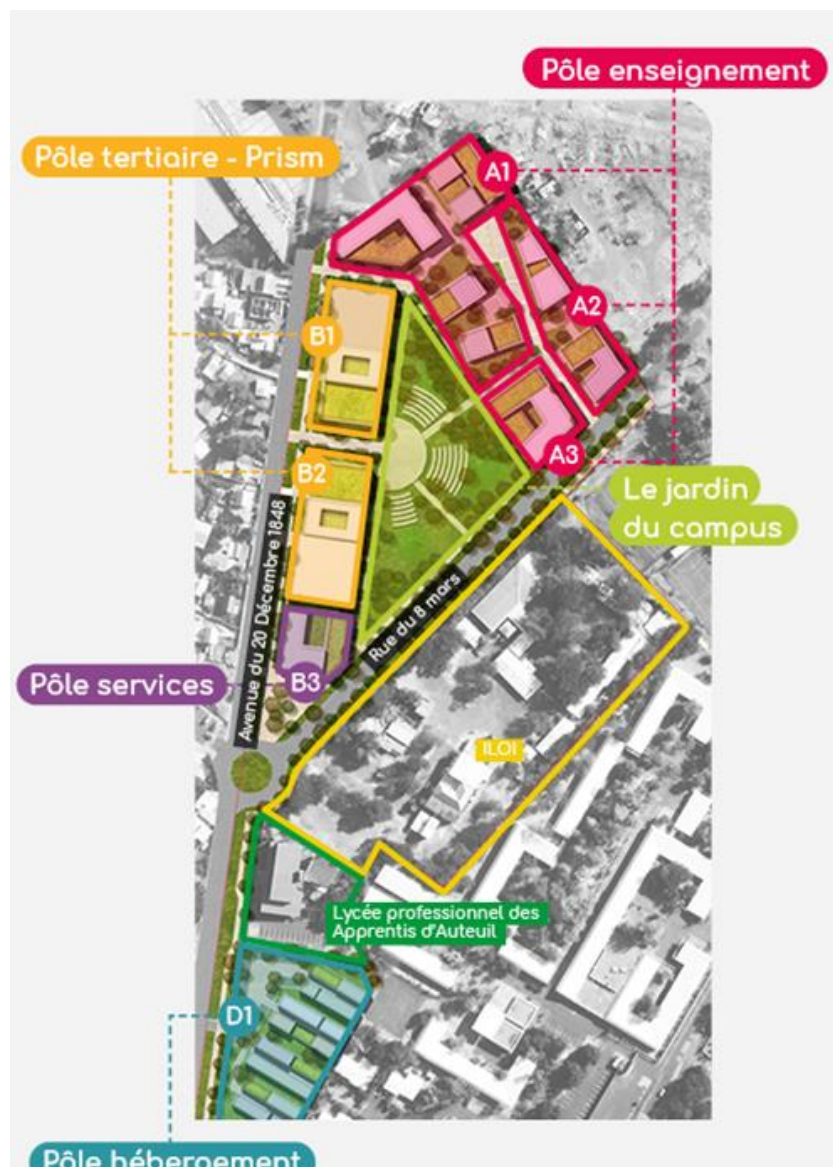 Pôle enseignement
Pôle tertiaire - Prism
A1
A2
B1
A3
B2
Le jardin
du campus
Avenue du 20 Décembre 1848
Rue du 8 mars
Pôle services
B3
ILOI
Lycée professionnel des
Apprentis d'Auteuil
D1
Pôle hébergement